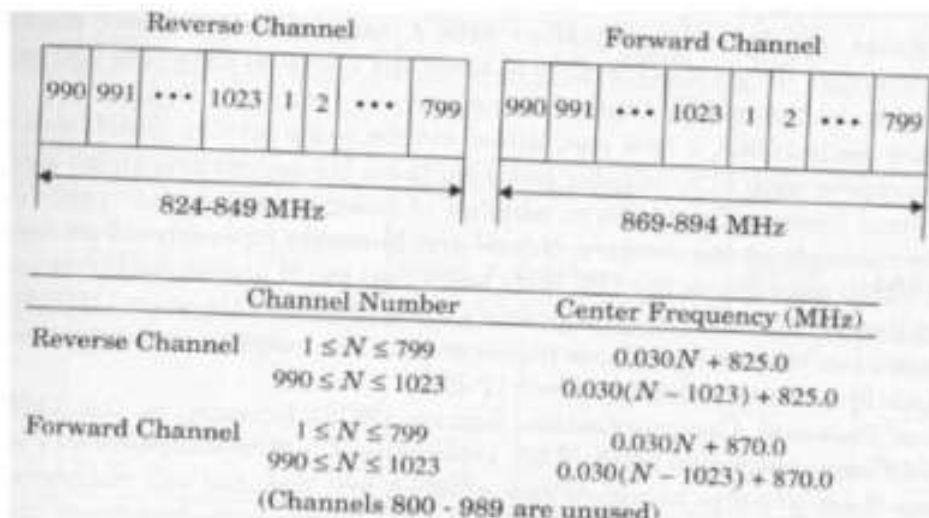 Reverse Channel
Forward Channel
990 991 ••• 1023 1 2 ••• 799
990 991 ••• 1023 1 2 ••• 799
824-849 MHz
869-894 MHz
Channel Number Center Frequency (MHz)
Reverse Channel 1 ≤ N ≤ 799 0.030N + 825.0
990 ≤ N ≤ 1023 0.030(N – 1023) + 825.0
Forward Channel 1 ≤ N ≤ 799 0.030N + 870.0
990 ≤ N ≤ 1023 0.030(N – 1023) + 870.0
(Channels 800 - 989 are unused)